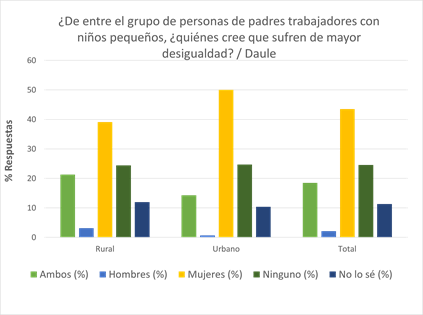 ¿De entre el grupo de personas de padres trabajadores con
niños pequeños, ¿quiénes cree que sufren de mayor
desigualdad? / Daule
% Respuestas
60
50
40
30
20
10
0
Rural Urbano Total
Ambos (%) Hombres (%) Mujeres (%) Ninguno (%) No lo sé (%)